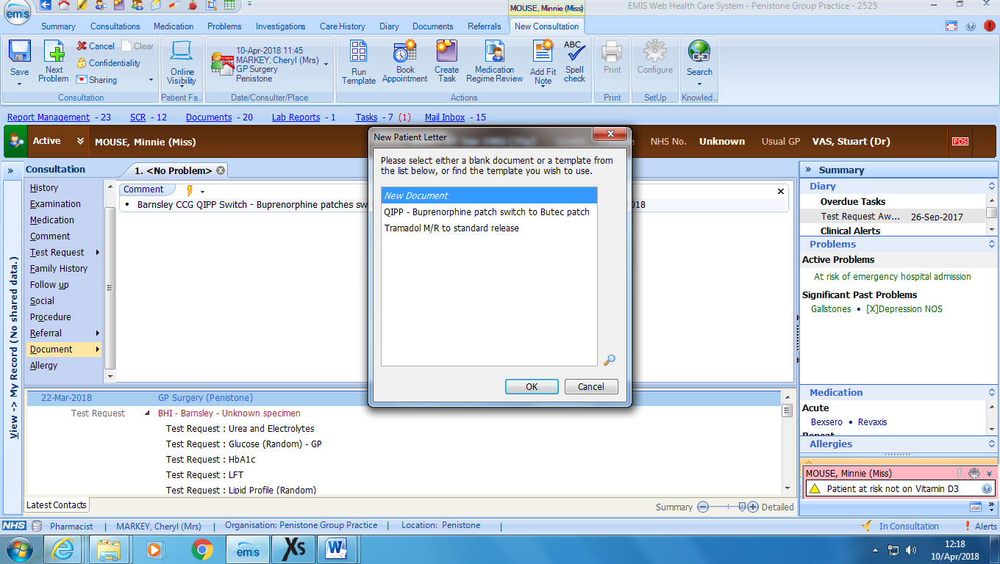 emis
MOUSE, Minnie (Miss)
EMIS Web Health Care System - Penistone Group Practice - 2525
Summary Consultations Medication Problems Investigations Care History Diary Documents Referrals New Consultation
Save
Next Problem
Cancel Clear
Confidentiality
Sharing
Consultation
Online Visibility
Patient Fa...
10-Apr-2018 11:45
MARKEY, Cheryl (Mrs)
GP Surgery
Penistone
Date/Consulter/Place
Run Template
Book Appointment
Create Task
Medication Regime Review
Add Fit Note
ABC
Spell check
Actions
Print
Print
Configure
SetUp
Search
Knowled...
Report Management - 23 SCR - 12 Documents - 20 Lab Reports - 1 Tasks - 7 (1) Mail Inbox - 15
Active MOUSE, Minnie (Miss) NHS No. Unknown Usual GP VAS, Stuart (Dr) PDS
View -> My Record (No shared data.)
Consultation
History
Examination
Medication
Comment
Test Request
Family History
Follow up
Social
Procedure
Referral
Document
Allergy
1. <No Problem>
Comment
• Barnsley CCG QIPP Switch - Buprenorphine patches sw
018
New Patient Letter
Please select either a blank document or a template from
the list below, or find the template you wish to use.
New Document
QIPP - Buprenorphine patch switch to Butec patch
Tramadol M/R to standard release
OK Cancel
22-Mar-2018 GP Surgery (Penistone)
Test Request BHI - Barnsley - Unknown specimen
Test Request : Urea and Electrolytes
Test Request : Glucose (Random) - GP
Test Request : HbA1c
Test Request : LFT
Test Request : Lipid Profile (Random)
Latest Contacts
Summary Detailed
Summary
Diary
Overdue Tasks
Test Request Aw... 26-Sep-2017
Clinical Alerts
Problems
Active Problems
At risk of emergency hospital admission
Significant Past Problems
Gallstones • [X]Depression NOS
Medication
Acute
Bexsero • Revaxis
Repeat
Allergies
MOUSE, Minnie (Miss)
Patient at risk not on Vitamin D3
NHS Pharmacist | MARKEY, Cheryl (Mrs) | Organisation: Penistone Group Practice | Location: Penistone | In Consultation Alerts
emis
Xs
W
12:18
10/Apr/2018